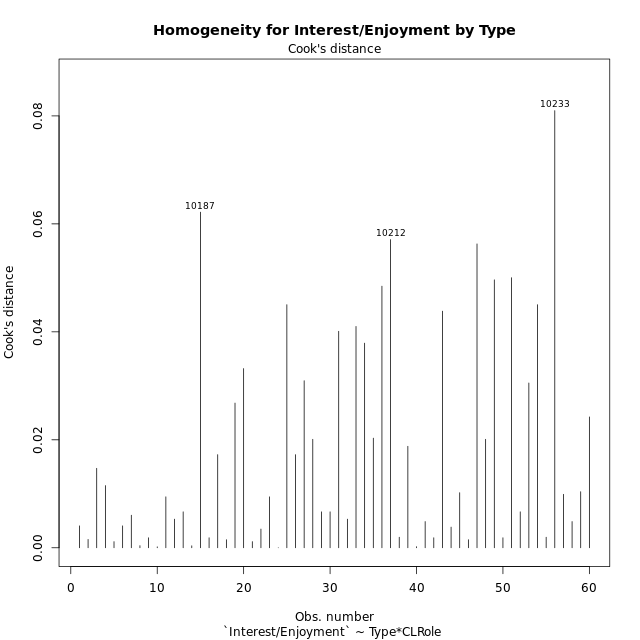 Homogeneity for Interest/Enjoyment by Type
Cook's distance
10233
10187
10212
Cook's distance
0.08
0.06
0.04
0.02
0.00
0 10 20 30 40 50 60
Obs. number
`Interest/Enjoyment` ~ Type*CLRole